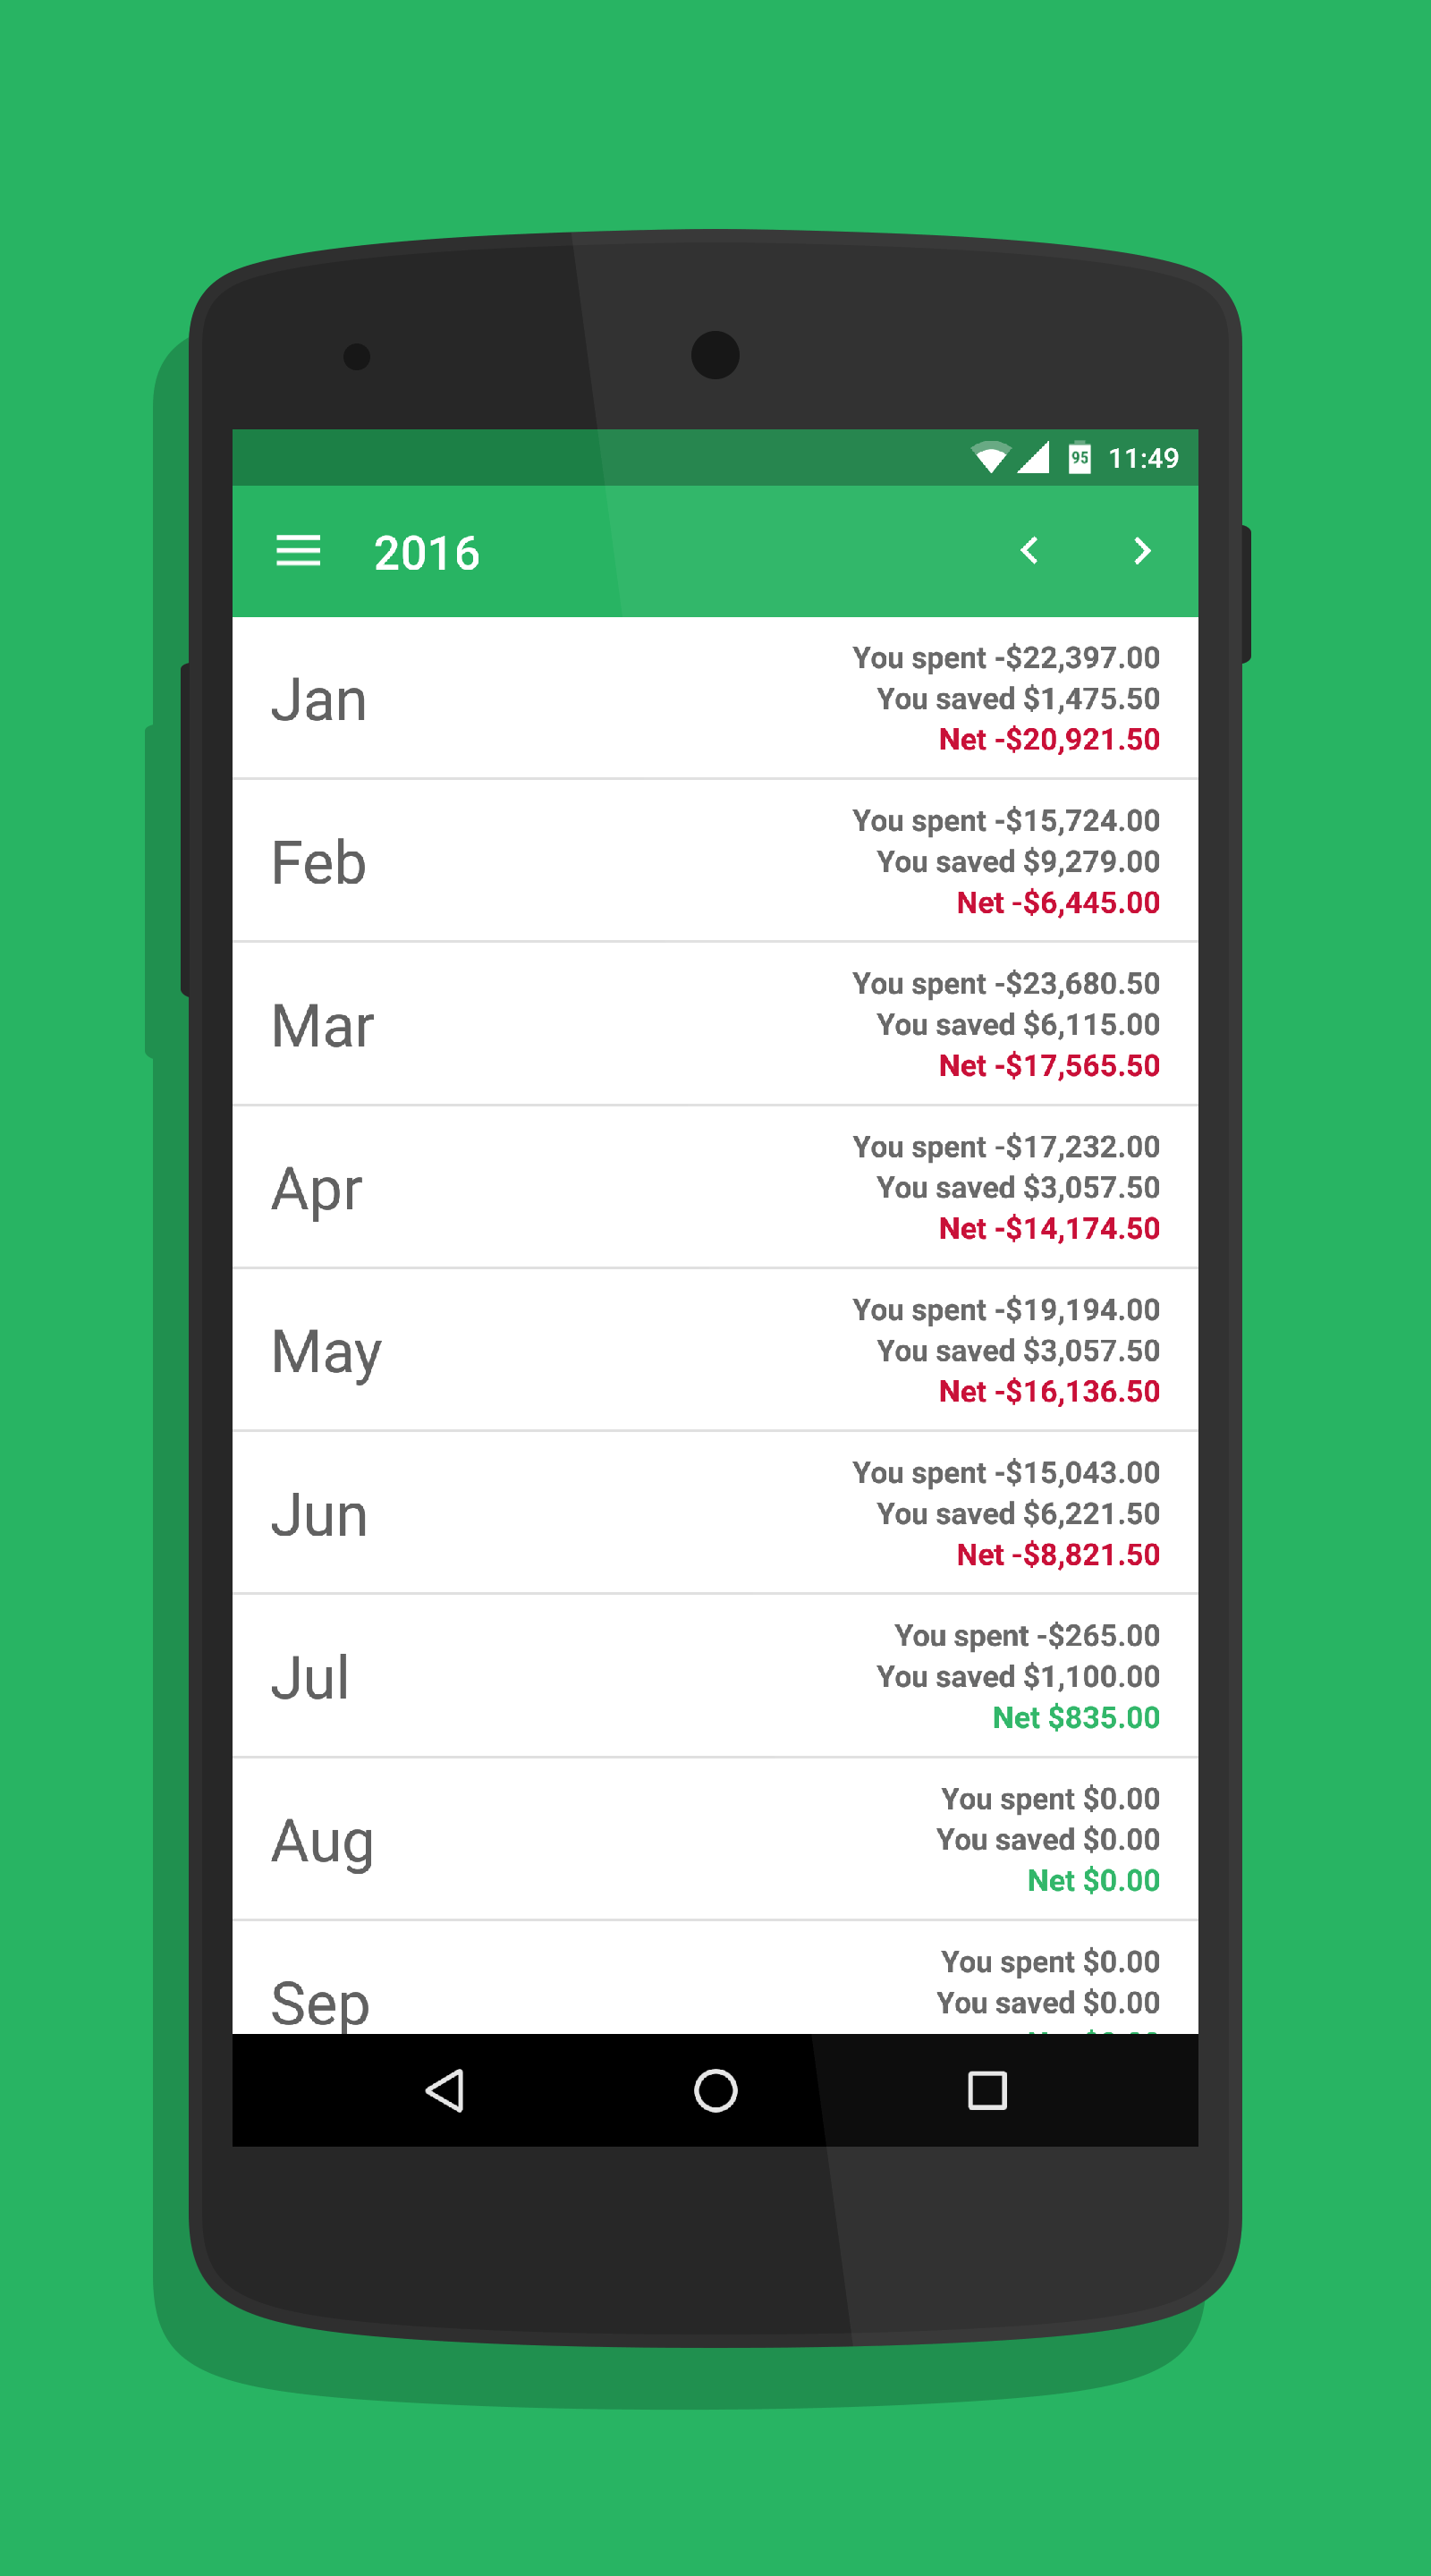 95 11:49
2016
Jan
You spent -$22,397.00
You saved $1,475.50
Net -$20,921.50
Feb
You spent -$15,724.00
You saved $9,279.00
Net -$6,445.00
Mar
You spent -$23,680.50
You saved $6,115.00
Net -$17,565.50
Apr
You spent -$17,232.00
You saved $3,057.50
Net -$14,174.50
May
You spent -$19,194.00
You saved $3,057.50
Net -$16,136.50
Jun
You spent -$15,043.00
You saved $6,221.50
Net -$8,821.50
Jul
You spent -$265.00
You saved $1,100.00
Net $835.00
Aug
You spent $0.00
You saved $0.00
Net $0.00
Sep
You spent $0.00
You saved $0.00